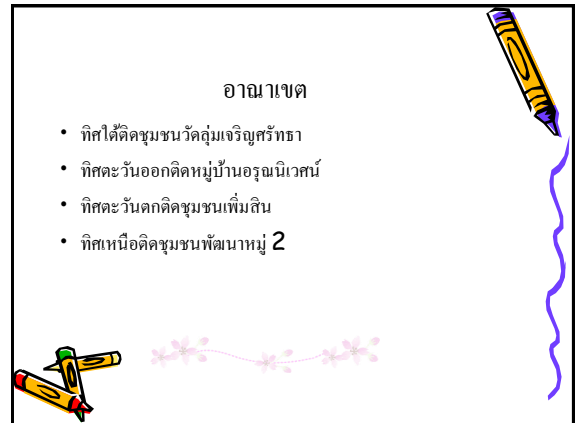 อาณาเขต
• ทิศใต้ติดชุมชนวัดลุ่มเจริญศรัทธา
• ทิศตะวันออกติดหมู่บ้านอรุณนิเวศน์
• ทิศตะวันตกติดชุมชนเพิ่มสิน
• ทิศเหนือติดชุมชนพัฒนาหมู่ 2